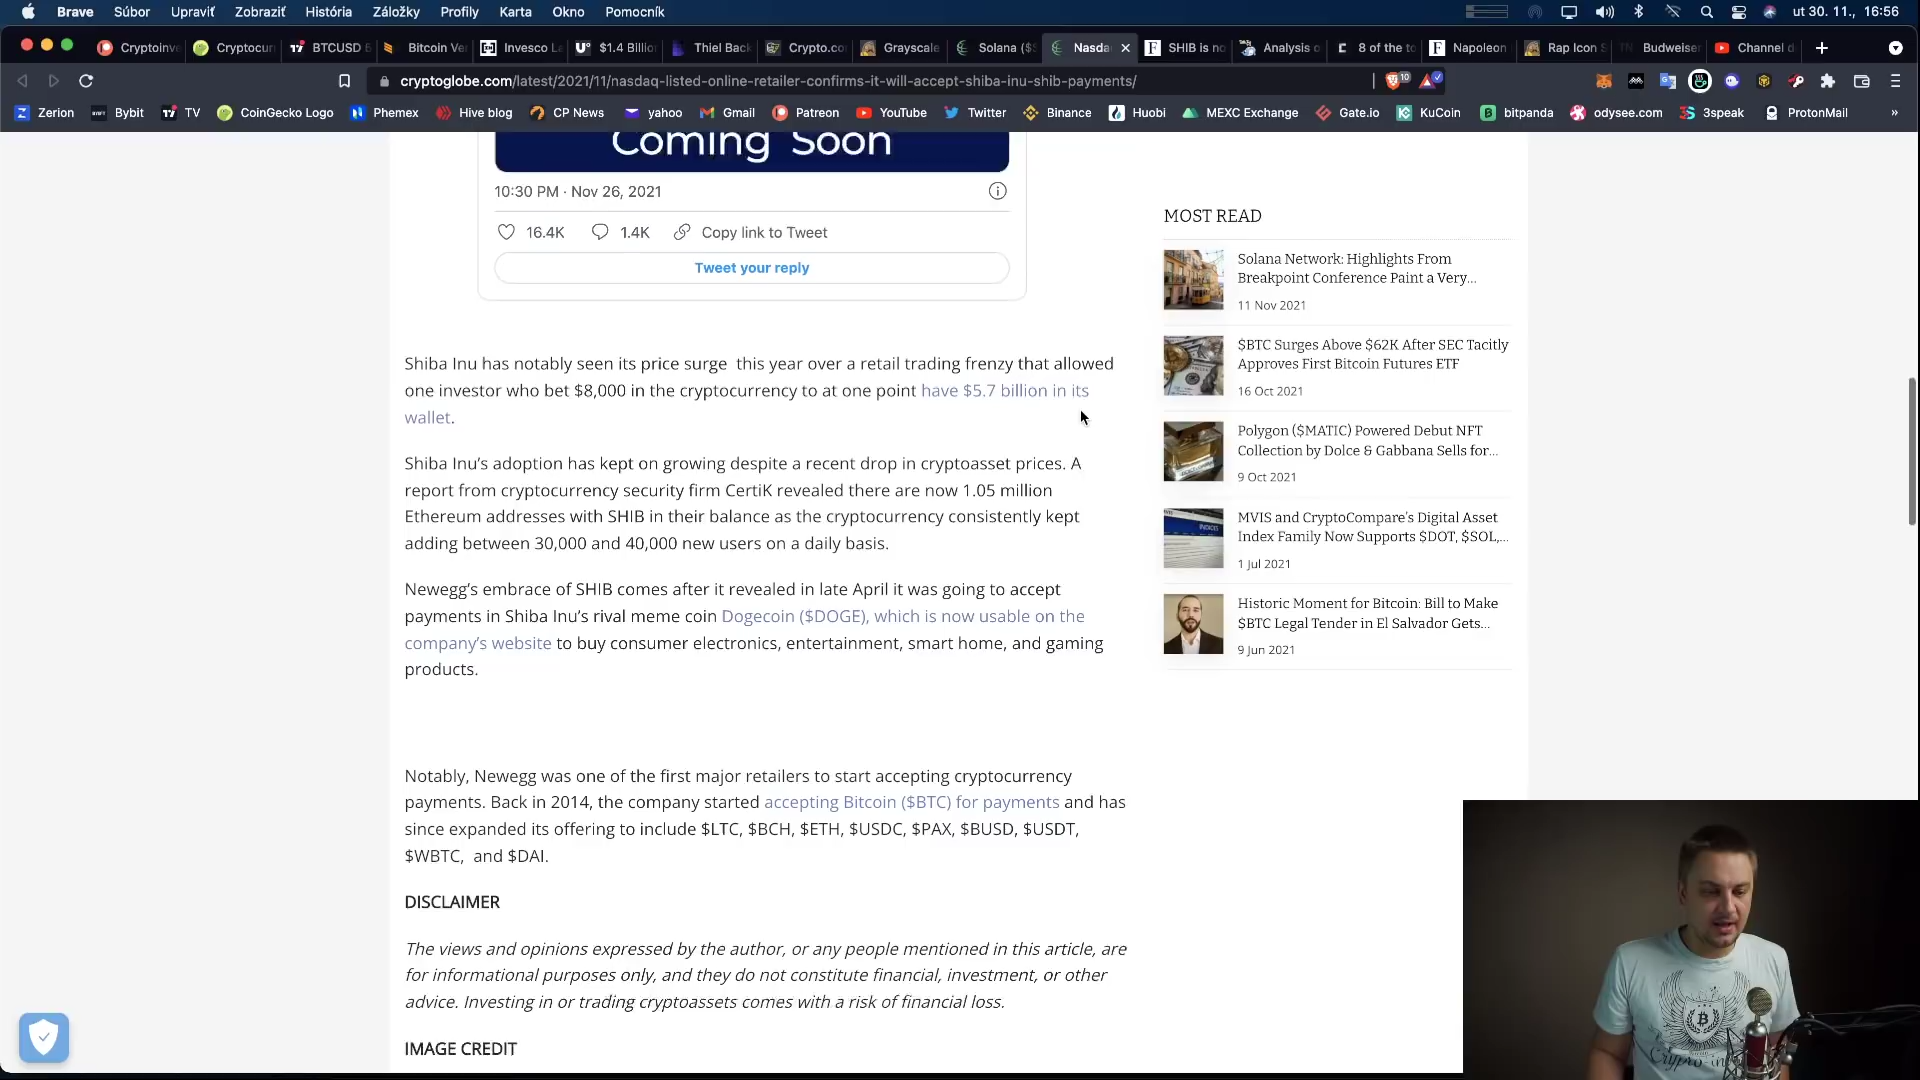 Brave Súbor Upraviť Zobraziť História Záložky Profily Karta Okno Pomocník ut 30. 11., 16:56
Cryptoinv Cryptocur BTCUSD Bitcoin Ve Invesco L $1.4 Billio Thiel Back Crypto.co Grayscale Solana ($S Nasda SHIB is no Analysis o 8 of the to Napoleon Rap Icon S Budweiser Channel d
cryptoglobe.com/latest/2021/11/nasdaq-listed-online-retailer-confirms-it-will-accept-shiba-inu-shib-payments/ 10
Zerion Bybit TV CoinGecko Logo Phemex Hive blog CP News yahoo Gmail Patreon YouTube Twitter Binance Huobi MEXC Exchange Gate.io KuCoin bitpanda odysee.com 3speak ProtonMail »
Coming Soon
10:30 PM · Nov 26, 2021
16.4K 1.4K Copy link to Tweet
Tweet your reply
Shiba Inu has notably seen its price surge this year over a retail trading frenzy that allowed
one investor who bet $8,000 in the cryptocurrency to at one point have $5.7 billion in its
wallet.
Shiba Inu's adoption has kept on growing despite a recent drop in cryptoasset prices. A
report from cryptocurrency security firm CertiK revealed there are now 1.05 million
Ethereum addresses with SHIB in their balance as the cryptocurrency consistently kept
adding between 30,000 and 40,000 new users on a daily basis.
Newegg's embrace of SHIB comes after it revealed in late April it was going to accept
payments in Shiba Inu's rival meme coin Dogecoin ($DOGE), which is now usable on the
company's website to buy consumer electronics, entertainment, smart home, and gaming
products.
Notably, Newegg was one of the first major retailers to start accepting cryptocurrency
payments. Back in 2014, the company started accepting Bitcoin ($BTC) for payments and has
since expanded its offering to include $LTC, $BCH, $ETH, $USDC, $PAX, $BUSD, $USDT,
$WBTC, and $DAI.
DISCLAIMER
The views and opinions expressed by the author, or any people mentioned in this article, are
for informational purposes only, and they do not constitute financial, investment, or other
advice. Investing in or trading cryptoassets comes with a risk of financial loss.
IMAGE CREDIT
MOST READ
Solana Network: Highlights From
Breakpoint Conference Paint a Very...
11 Nov 2021
$BTC Surges Above $62K After SEC Tacitly
Approves First Bitcoin Futures ETF
16 Oct 2021
Polygon ($MATIC) Powered Debut NFT
Collection by Dolce & Gabbana Sells for...
9 Oct 2021
MVIS and CryptoCompare's Digital Asset
Index Family Now Supports $DOT, $SOL,...
1 Jul 2021
Historic Moment for Bitcoin: Bill to Make
$BTC Legal Tender in El Salvador Gets...
9 Jun 2021